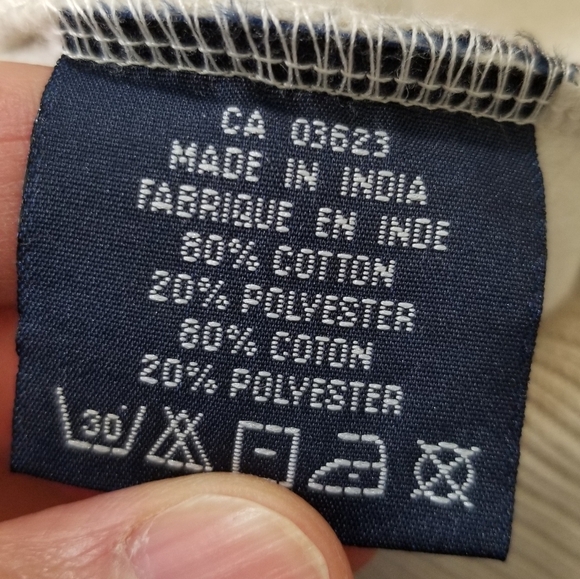 CA 03623
MADE IN INDIA
FABRIQUE EN INDE
80% COTTON
20% POLYESTER
80% COTON
20% POLYESTER
30°